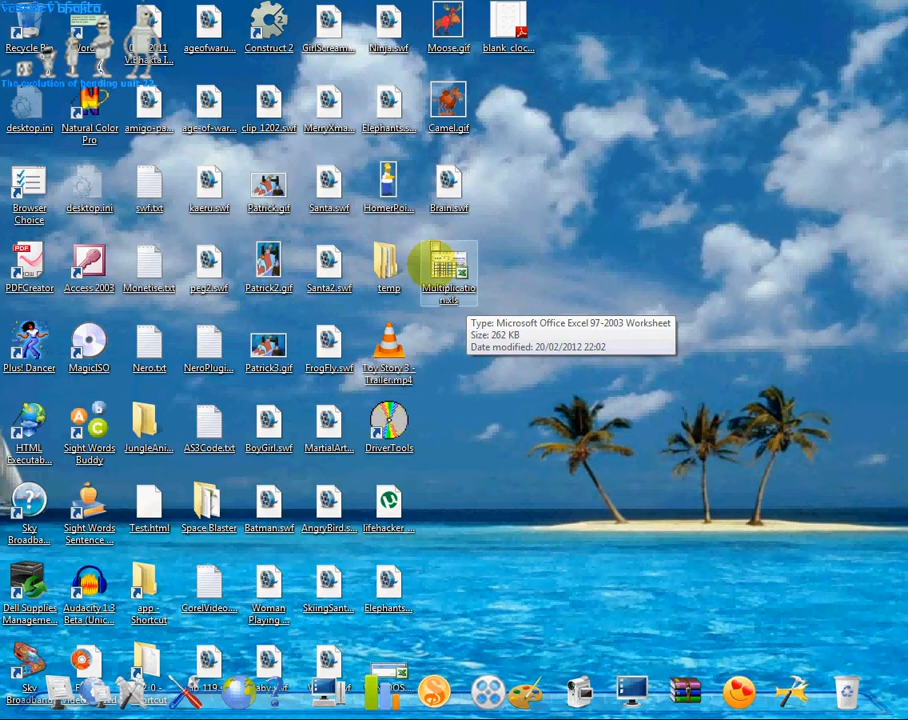 The evolution of bending unit 22
Recycle Bin
V.Bhakta I...
ageofwaru...
Construct 2
GirlScream...
Ninja.swf
Moose.gif
blank_cloc...
desktop.ini
Natural Color Pro
amigo-pa...
age-of-war...
clip 1202.swf
MerryXma...
Elephants.s...
Camel.gif
Browser Choice
desktop.ini
swf.txt
kaeru.swf
Patrick.gif
Santa.swf
HomerPoi...
Brain.swf
PDFCreator
Access 2003
Monetise.txt
peg2.swf
Patrick2.gif
Santa2.swf
temp
Multiplicatio
n.xls
Type: Microsoft Office Excel 97-2003 Worksheet
Size: 262 KB
Date modified: 20/02/2012 22:02
Plus! Dancer
MagicISO
Nero.txt
NeroPlugi...
Patrick3.gif
FrogFly.swf
Toy Story 3 -
Trailer.mp4
HTML
Executab...
Sight Words
Buddy
JungleAni...
AS3Code.txt
BoyGirl.swf
MartialArt...
DriverTools
Sky
Broadba...
Sight Words
Sentence ...
Test.html
Space Blaster
Batman.swf
AngryBird.s...
lifehacker_...
Dell Supplies
Manageme...
Audacity 1.3
Beta (Unic...
app -
Shortcut
CorelVideo....
Woman
Playing ...
SkiingSant...
Elephants...
Sky